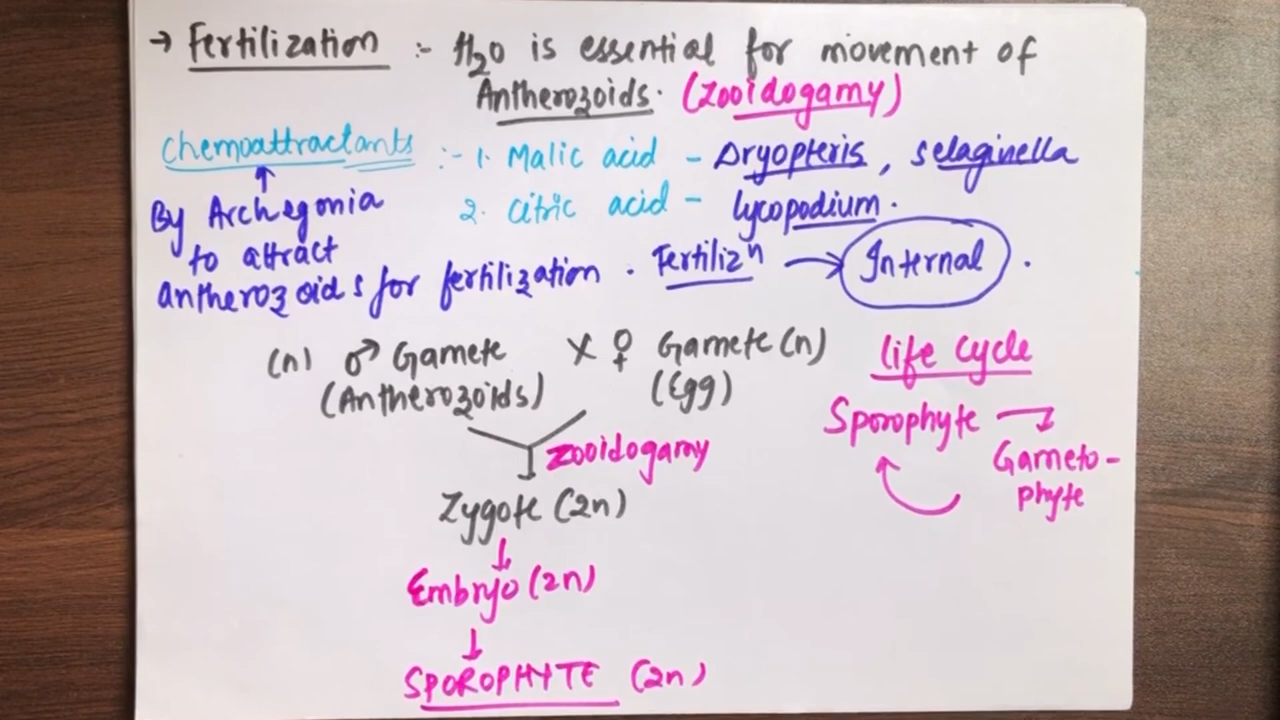 → Fertilization :- H₂O is essential for movement of
Antherozoids. (Zooidogamy)
Chemoattractants :- 1. Malic acid - Dryopteris, Selaginella
2. Citric acid - Lycopodium.
↑
By Archegonia
to attract
antherozoids for fertilization. Fertilizⁿ → Internal.
(n) ♂ Gamete × ♀ Gamete (n)
(Antherozoids) (Egg)
Zooidogamy
Zygote (2n)
↓
Embryo (2n)
↓
SPOROPHYTE (2n)
Life Cycle
Sporophyte →
Gameto-
phyte